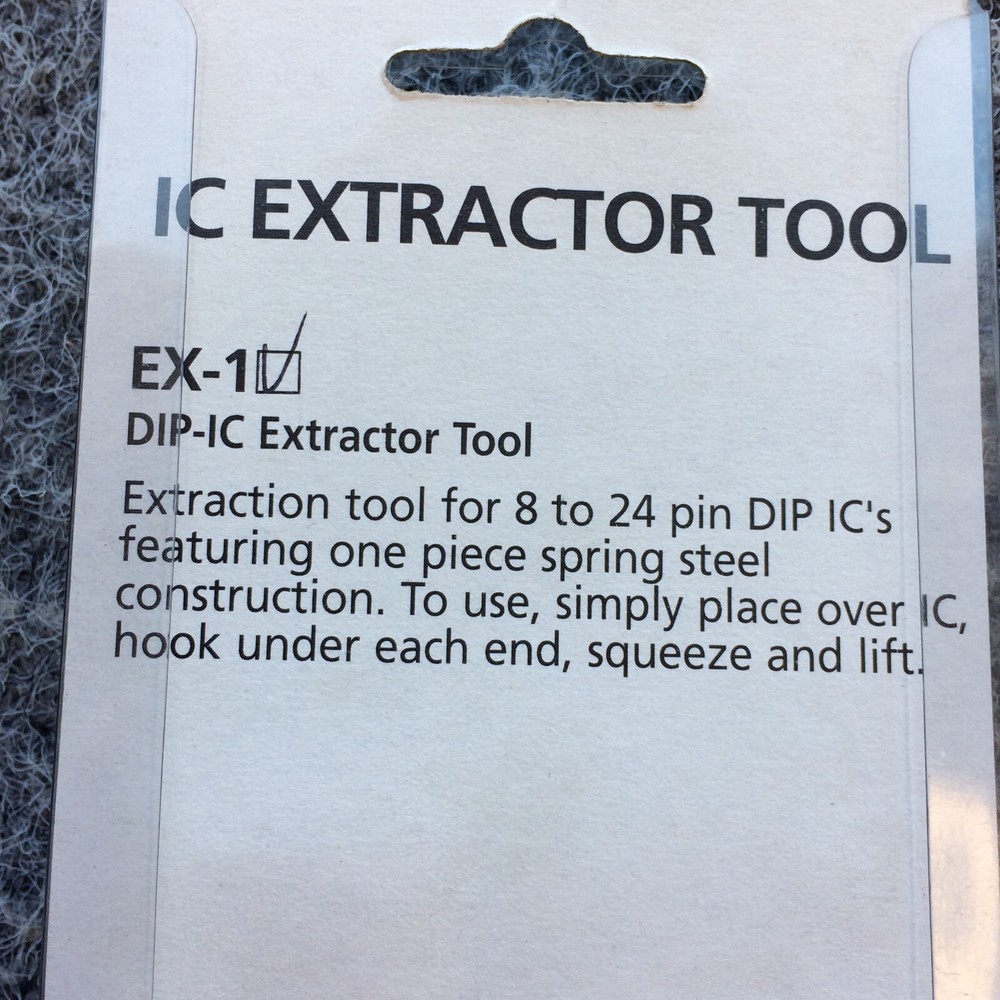 IC EXTRACTOR TOOL
EX-1
DIP-IC Extractor Tool
Extraction tool for 8 to 24 pin DIP IC's
featuring one piece spring steel
construction. To use, simply place over IC,
hook under each end, squeeze and lift.